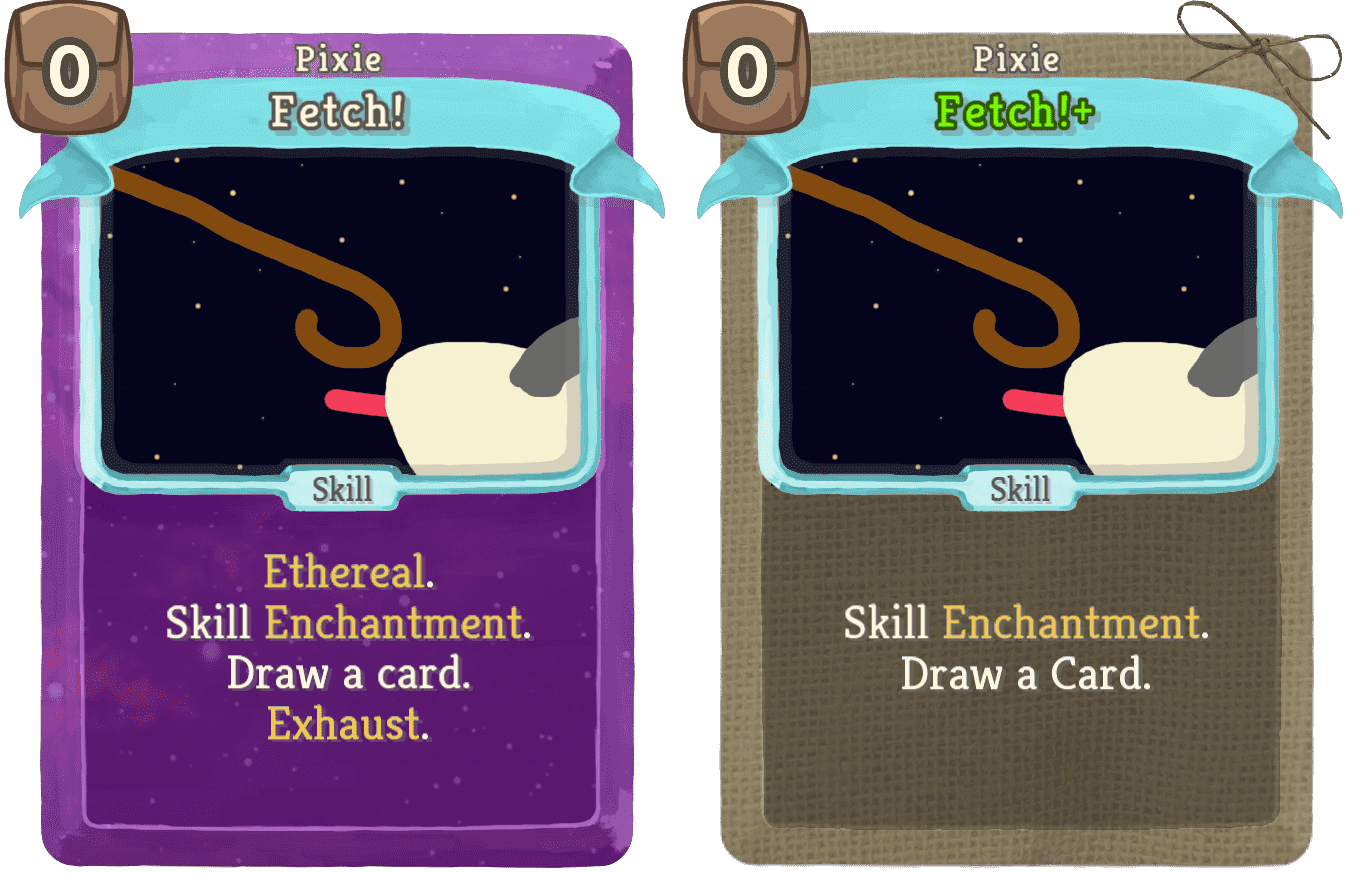 0
Pixie
Fetch!
Skill
Ethereal.
Skill Enchantment.
Draw a card.
Exhaust.
0
Pixie
Fetch!+
Skill
Skill Enchantment.
Draw a Card.